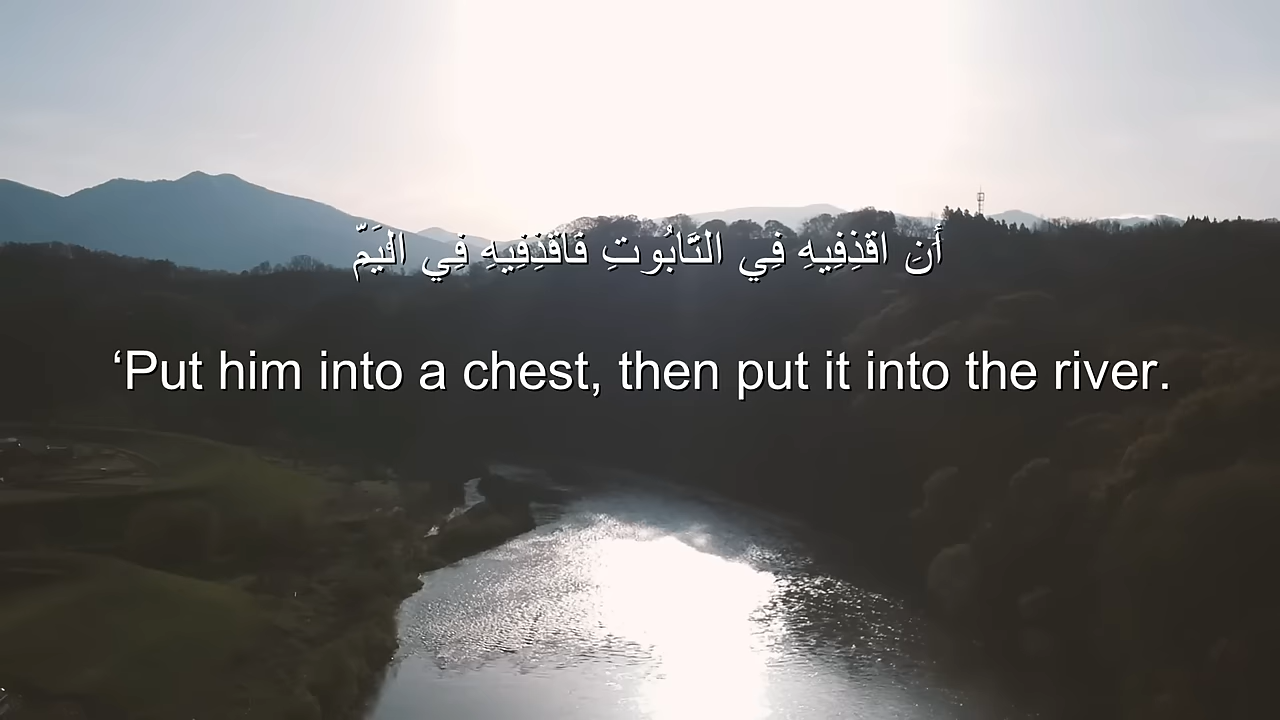 أَن اقْذِفِيهِ فِي التَّابُوتِ فَاقْذِفِيهِ فِي الْيَمِّ
‘Put him into a chest, then put it into the river.